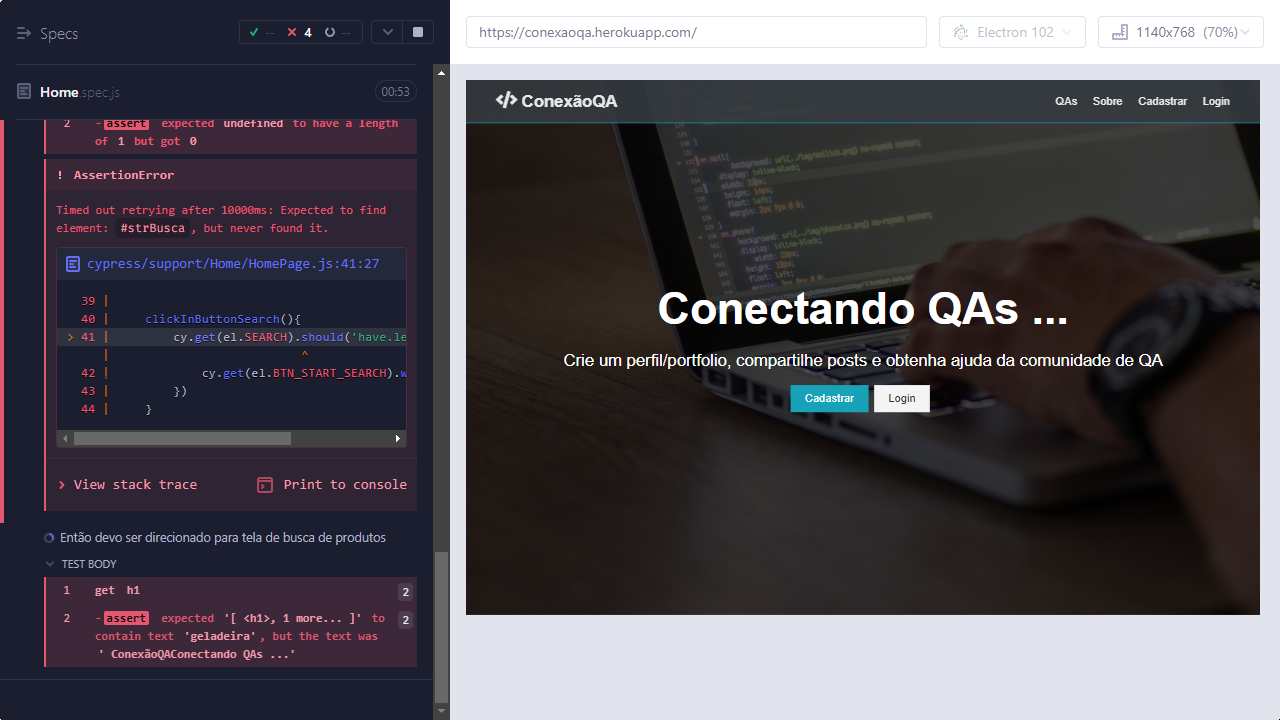 Specs
--
4
--
Home.spec.js
00:53
2 -assert expected undefined to have a length
of 1 but got 0
! AssertionError
Timed out retrying after 10000ms: Expected to find
element: #strBusca, but never found it.
cypress/support/Home/HomePage.js:41:27
39 |
40 | clickInButtonSearch(){
> 41 | cy.get(el.SEARCH).should('have.le
| ^
42 | cy.get(el.BTN_START_SEARCH).w
43 | })
44 | }
View stack trace
Print to console
Então devo ser direcionado para tela de busca de produtos
TEST BODY
1 get h1 2
2 -assert expected '[ <h1>, 1 more... ]' to 2
contain text 'geladeira', but the text was
' ConexãoQAConectando QAs ...'
https://conexaoqa.herokuapp.com/
Electron 102
1140x768 (70%)
</> ConexãoQA
QAs Sobre Cadastrar Login
Conectando QAs ...
Crie um perfil/portfolio, compartilhe posts e obtenha ajuda da comunidade de QA
Cadastrar
Login